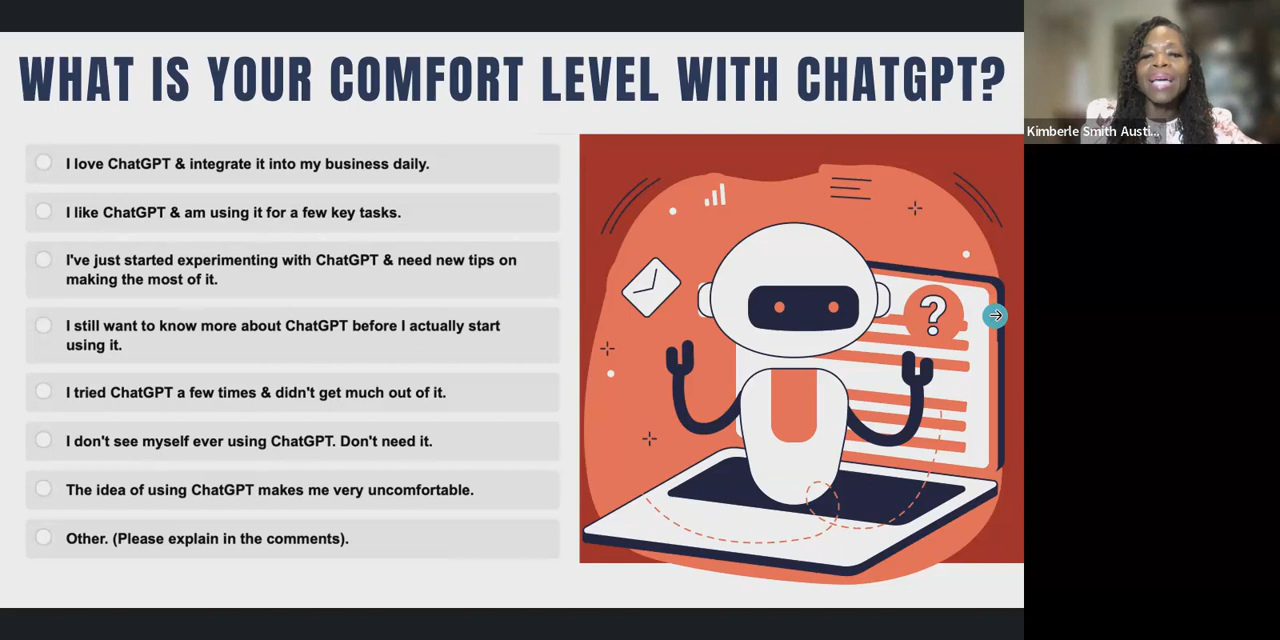 WHAT IS YOUR COMFORT LEVEL WITH CHATGPT?
I love ChatGPT & integrate it into my business daily.
I like ChatGPT & am using it for a few key tasks.
I've just started experimenting with ChatGPT & need new tips on
making the most of it.
I still want to know more about ChatGPT before I actually start
using it.
I tried ChatGPT a few times & didn't get much out of it.
I don't see myself ever using ChatGPT. Don't need it.
The idea of using ChatGPT makes me very uncomfortable.
Other. (Please explain in the comments).
?
Kimberle Smith Austi...